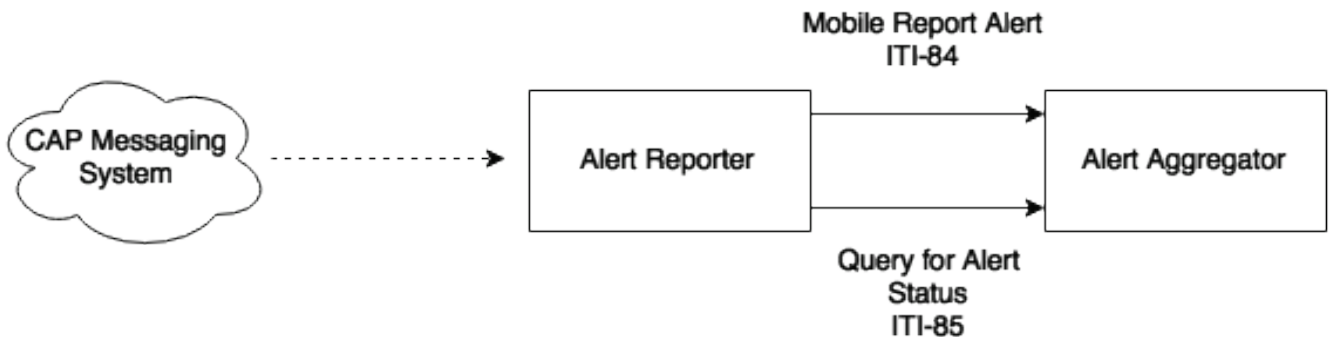 Mobile Report Alert
ITI-84
CAP Messaging
System
Alert Reporter
Alert Aggregator
Query for Alert
Status
ITI-85